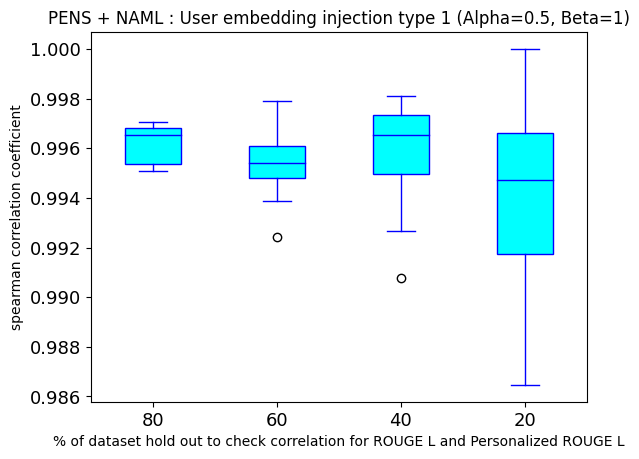 PENS + NAML : User embedding injection type 1 (Alpha=0.5, Beta=1)
1.000
0.998
0.996
0.994
0.992
0.990
0.988
0.986
spearman correlation coefficient
80 60 40 20
% of dataset hold out to check correlation for ROUGE L and Personalized ROUGE L